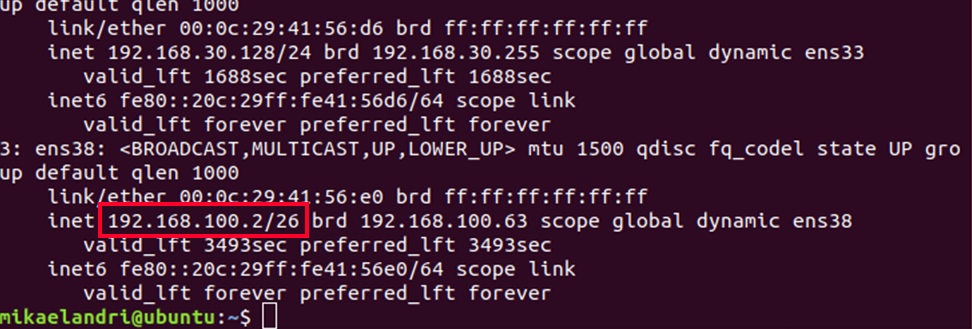 up default qlen 1000
link/ether 00:0c:29:41:56:d6 brd ff:ff:ff:ff:ff:ff
inet 192.168.30.128/24 brd 192.168.30.255 scope global dynamic ens33
valid_lft 1688sec preferred_lft 1688sec
inet6 fe80::20c:29ff:fe41:56d6/64 scope link
valid_lft forever preferred_lft forever
3: ens38: <BROADCAST,MULTICAST,UP,LOWER_UP> mtu 1500 qdisc fq_codel state UP gro
up default qlen 1000
link/ether 00:0c:29:41:56:e0 brd ff:ff:ff:ff:ff:ff
inet 192.168.100.2/26 brd 192.168.100.63 scope global dynamic ens38
valid_lft 3493sec preferred_lft 3493sec
inet6 fe80::20c:29ff:fe41:56e0/64 scope link
valid_lft forever preferred_lft forever
mikaelandri@ubuntu:~$